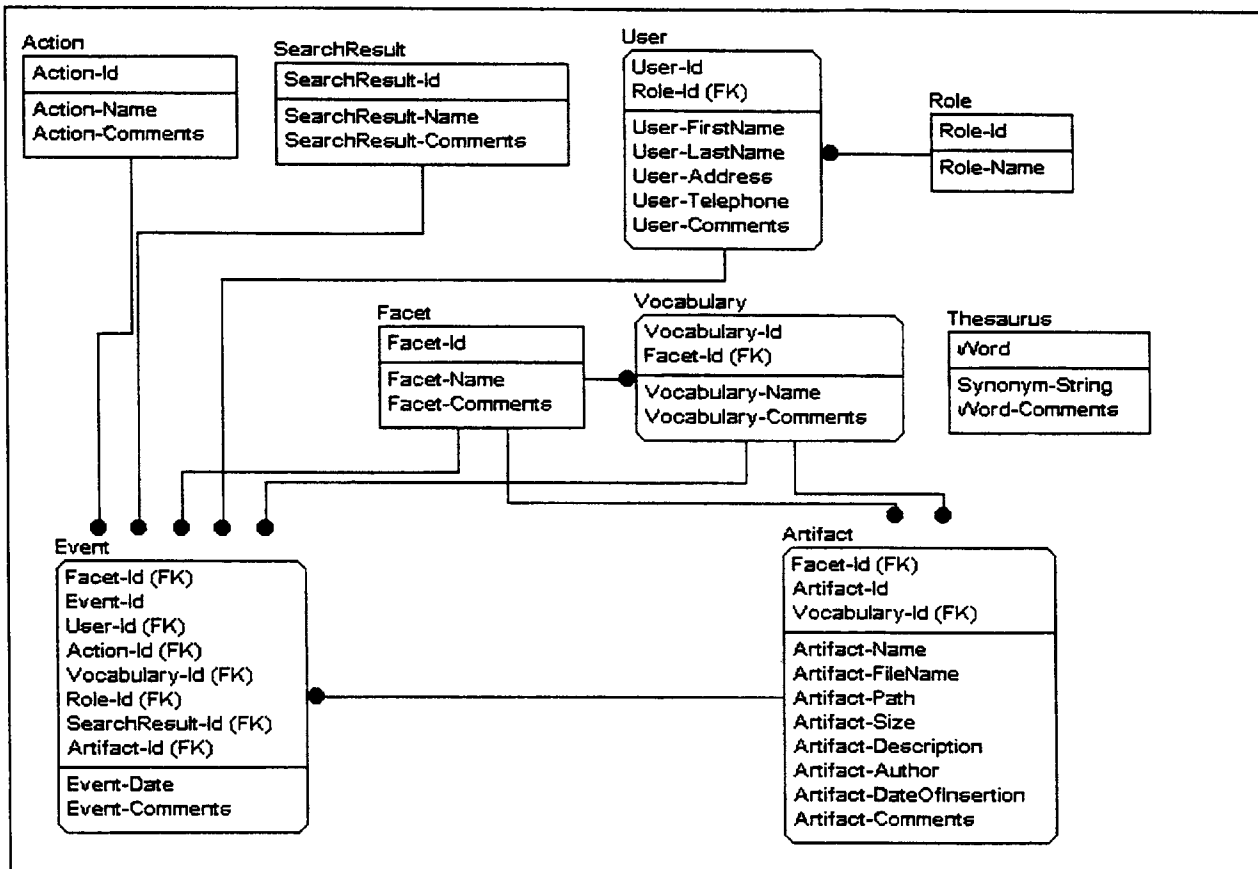 Action
Action-Id
Action-Name
Action-Comments
SearchResult
SearchResult-Id
SearchResult-Name
SearchResult-Comments
User
User-Id
Role-Id (FK)
User-FirstName
User-LastName
User-Address
User-Telephone
User-Comments
Role
Role-Id
Role-Name
Facet
Facet-Id
Facet-Name
Facet-Comments
Vocabulary
Vocabulary-Id
Facet-Id (FK)
Vocabulary-Name
Vocabulary-Comments
Thesaurus
Word
Synonym-String
Word-Comments
Event
Facet-Id (FK)
Event-Id
User-Id (FK)
Action-Id (FK)
Vocabulary-Id (FK)
Role-Id (FK)
SearchResult-Id (FK)
Artifact-Id (FK)
Event-Date
Event-Comments
Artifact
Facet-Id (FK)
Artifact-Id
Vocabulary-Id (FK)
Artifact-Name
Artifact-FileName
Artifact-Path
Artifact-Size
Artifact-Description
Artifact-Author
Artifact-DateOfInsertion
Artifact-Comments